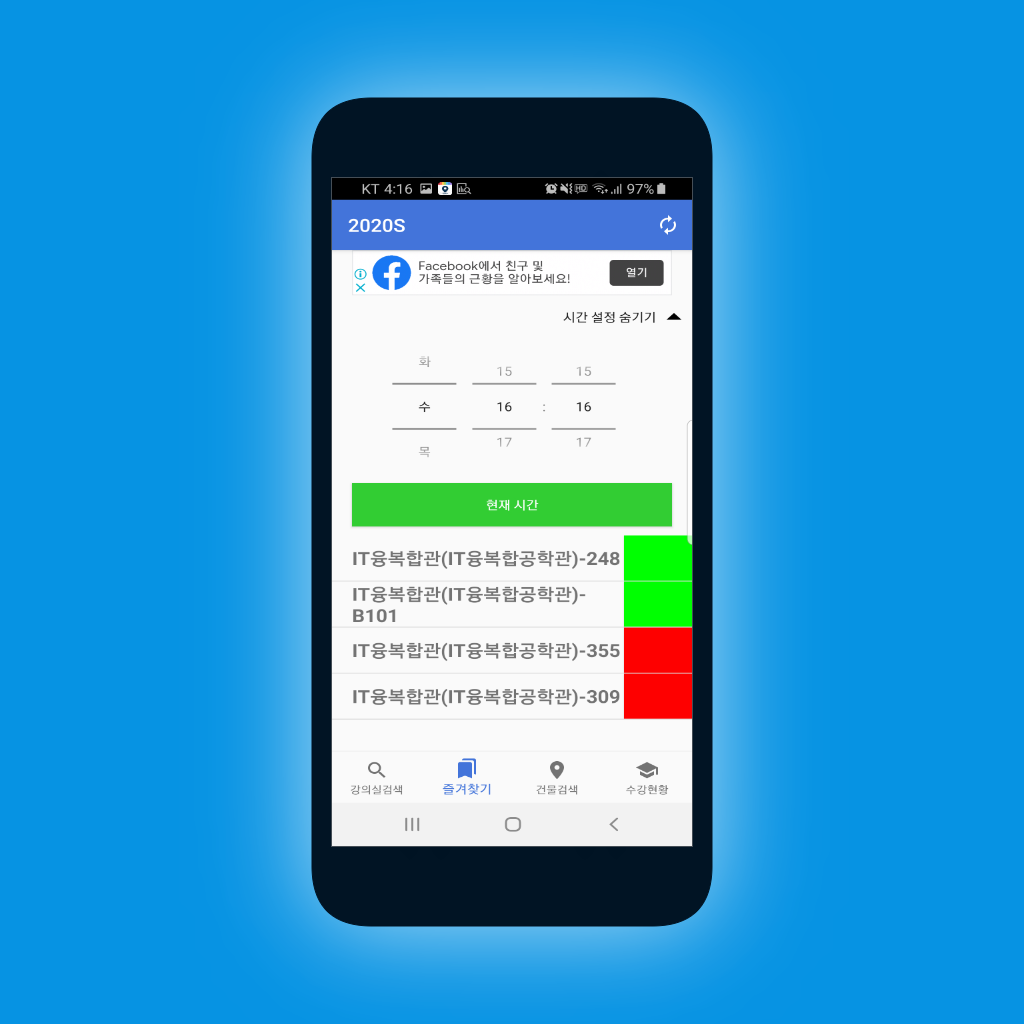 KT 4:16
97%
2020S
Facebook에서 친구 및
가족들의 근황을 알아보세요!
열기
시간 설정 숨기기
화
15
15
수
16
:
16
목
17
17
현재 시간
IT융복합관(IT융복합공학관)-248
IT융복합관(IT융복합공학관)-
B101
IT융복합관(IT융복합공학관)-355
IT융복합관(IT융복합공학관)-309
강의실검색
즐겨찾기
건물검색
수강현황